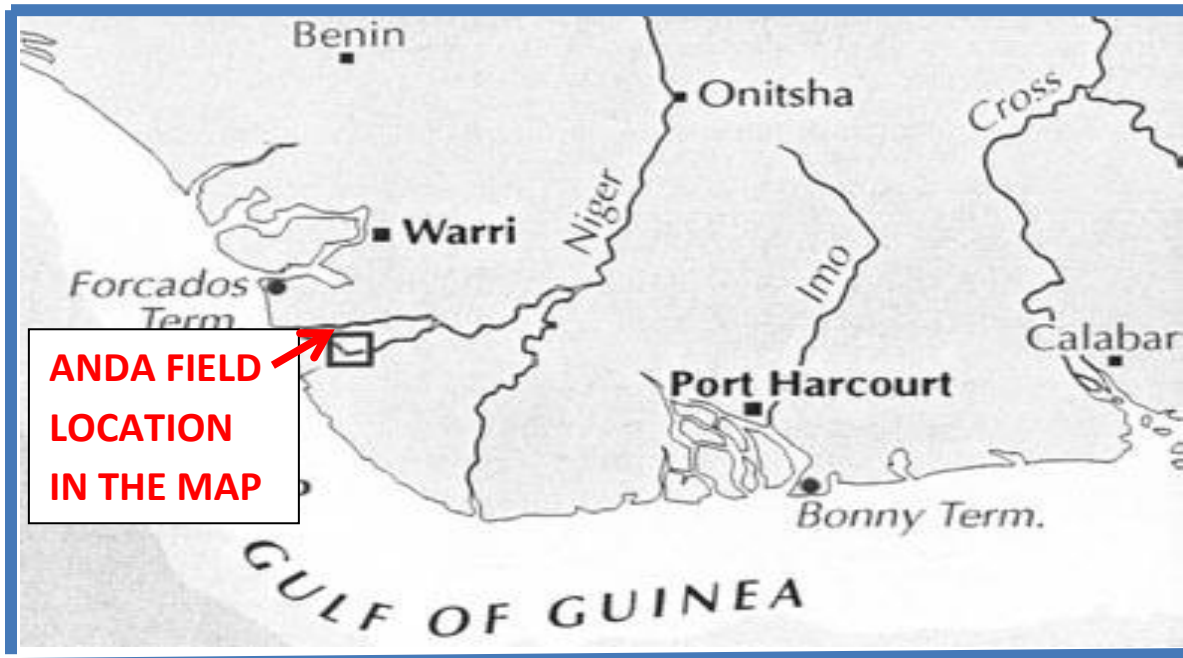 Benin
Onitsha
Cross
Niger
Warri
Imo
Forcados
Term.
Calabar
ANDA FIELD
LOCATION
IN THE MAP
Port Harcourt
Bonny Term.
GULF OF GUINEA